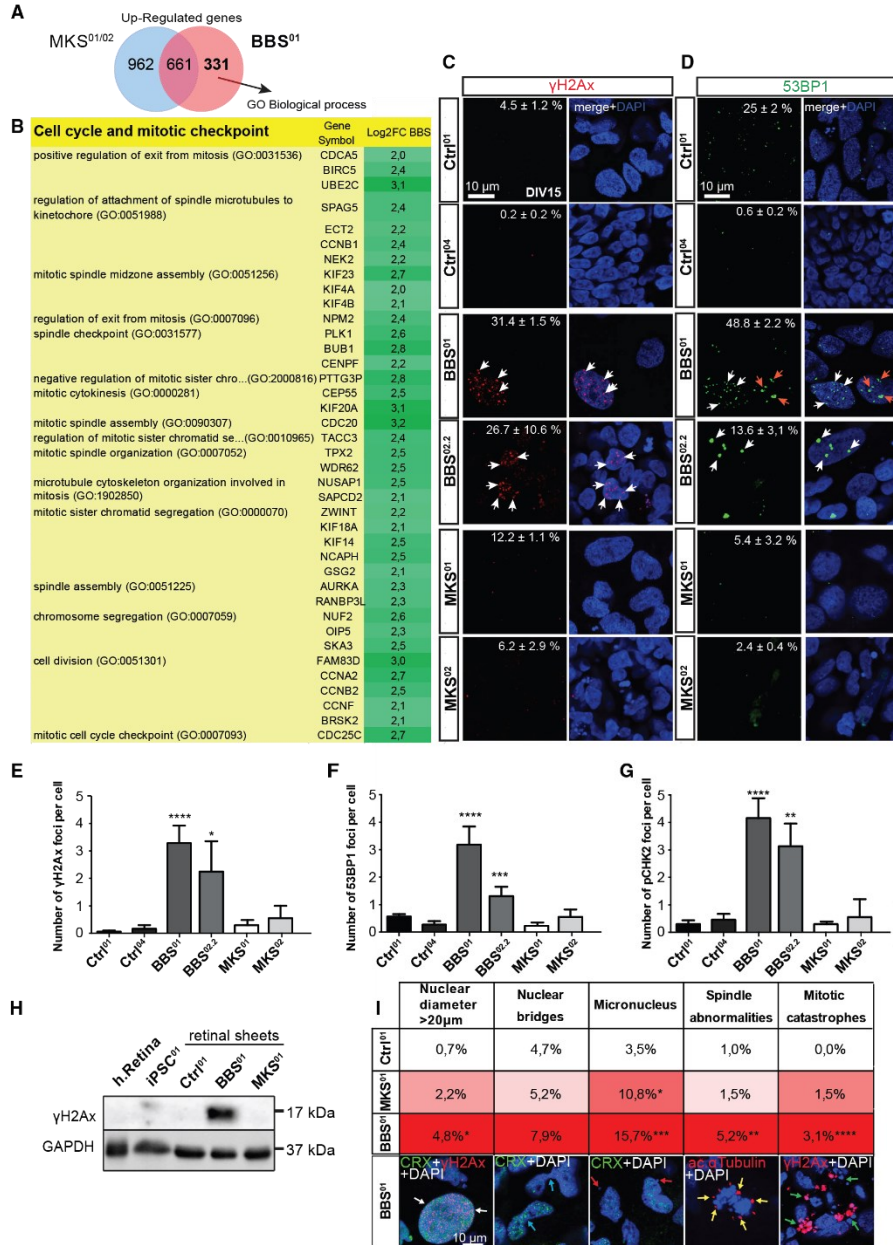 A
Up-Regulated genes
MKS01/02
BBS01
962 661 331
GO Biological process
B
Cell cycle and mitotic checkpoint Gene Symbol Log2FC BBS
positive regulation of exit from mitosis (GO:0031536) CDCA5 2,0
BIRC5 2,4
UBE2C 3,1
regulation of attachment of spindle microtubules to
kinetochore (GO:0051988) SPAG5 2,4
ECT2 2,2
CCNB1 2,4
NEK2 2,2
mitotic spindle midzone assembly (GO:0051256) KIF23 2,7
KIF4A 2,0
KIF4B 2,1
regulation of exit from mitosis (GO:0007096) NPM2 2,4
spindle checkpoint (GO:0031577) PLK1 2,6
BUB1 2,8
CENPF 2,2
negative regulation of mitotic sister chro...(GO:2000816) PTTG3P 2,8
mitotic cytokinesis (GO:0000281) CEP55 2,5
KIF20A 3,1
mitotic spindle assembly (GO:0090307) CDC20 3,2
regulation of mitotic sister chromatid se...(GO:0010965) TACC3 2,4
mitotic spindle organization (GO:0007052) TPX2 2,5
WDR62 2,5
microtubule cytoskeleton organization involved in
mitosis (GO:1902850) NUSAP1 2,5
SAPCD2 2,1
mitotic sister chromatid segregation (GO:0000070) ZWINT 2,2
KIF18A 2,1
KIF14 2,5
NCAPH 2,5
GSG2 2,1
spindle assembly (GO:0051225) AURKA 2,3
RANBP3L 2,3
chromosome segregation (GO:0007059) NUF2 2,6
OIP5 2,3
SKA3 2,5
cell division (GO:0051301) FAM83D 3,0
CCNA2 2,7
CCNB2 2,5
CCNF 2,1
BRSK2 2,1
mitotic cell cycle checkpoint (GO:0007093) CDC25C 2,7
C
γH2Ax
Ctrl01
4.5 ± 1.2 %
merge+DAPI
10 µm
DIV15
Ctrl04
0.2 ± 0.2 %
BBS01
31.4 ± 1.5 %
BBS02.2
26.7 ± 10.6 %
MKS01
12.2 ± 1.1 %
MKS02
6.2 ± 2.9 %
D
53BP1
Ctrl01
25 ± 2 %
merge+DAPI
10 µm
Ctrl04
0.6 ± 0.2 %
BBS01
48.8 ± 2.2 %
BBS02.2
13.6 ± 3,1 %
MKS01
5.4 ± 3.2 %
MKS02
2.4 ± 0.4 %
E
Number of γH2Ax foci per cell
5
4
3
2
1
0
****
*
Ctrl01 Ctrl04 BBS01 BBS02.2 MKS01 MKS02
F
Number of 53BP1 foci per cell
5
4
3
2
1
0
****
***
Ctrl01 Ctrl04 BBS01 BBS02.2 MKS01 MKS02
G
Number of pCHK2 foci per cell
5
4
3
2
1
0
****
**
Ctrl01 Ctrl04 BBS01 BBS02.2 MKS01 MKS02
H
retinal sheets
h.Retina iPSC01 Ctrl01 BBS01 MKS01
γH2Ax 17 kDa
GAPDH 37 kDa
I
Nuclear diameter >20µm Nuclear bridges Micronucleus Spindle abnormalities Mitotic catastrophes
Ctrl01 0,7% 4,7% 3,5% 1,0% 0,0%
MKS01 2,2% 5,2% 10,8%* 1,5% 1,5%
BBS01 4,8%* 7,9% 15,7%*** 5,2%** 3,1%****
BBS01
CRX+γH2Ax +DAPI
10 µm
CRX+DAPI
CRX+DAPI
ac.αTubulin +DAPI
γH2Ax+DAPI